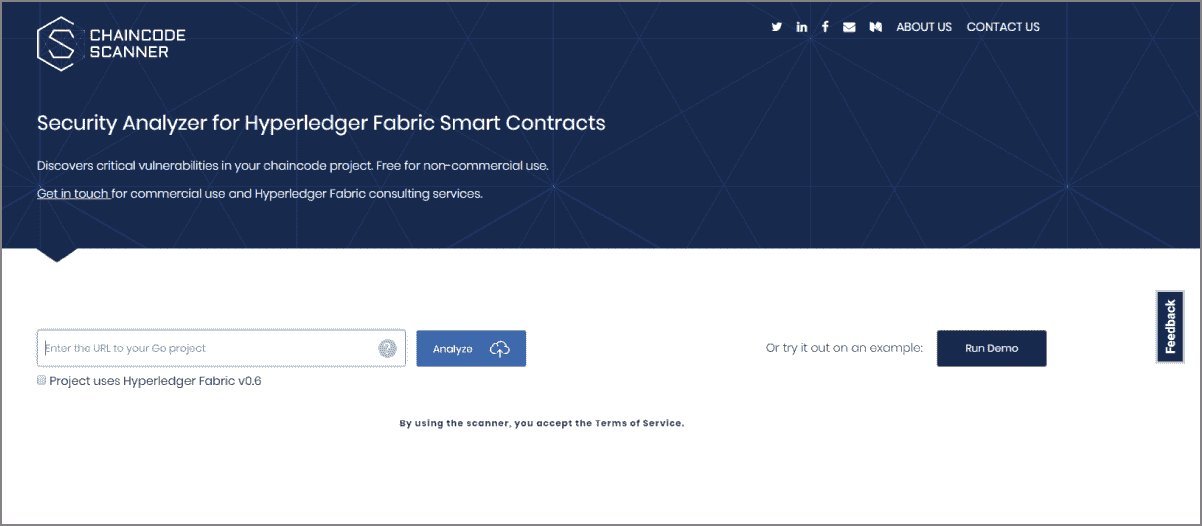 CHAINCODE
SCANNER
ABOUT US CONTACT US
Security Analyzer for Hyperledger Fabric Smart Contracts
Discovers critical vulnerabilities in your chaincode project. Free for non-commercial use.
Get in touch for commercial use and Hyperledger Fabric consulting services.
Feedback
Enter the URL to your Go project
Analyze
Or try it out on an example:
Run Demo
Project uses Hyperledger Fabric v0.6
By using the scanner, you accept the Terms of Service.